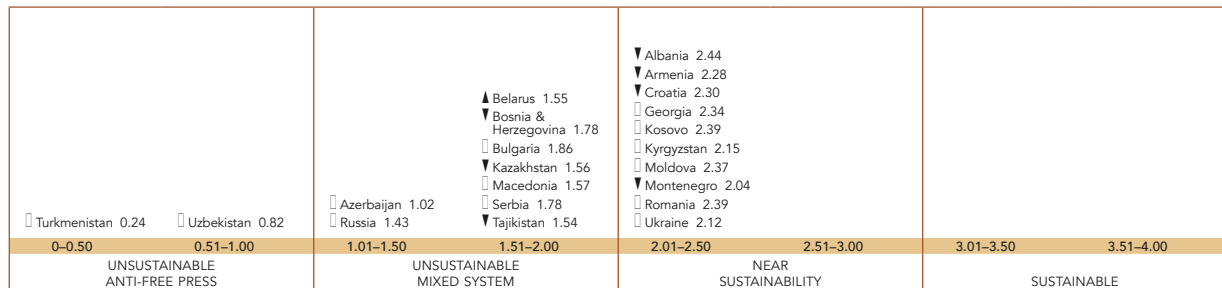 Turkmenistan 0.24
Uzbekistan 0.82
Azerbaijan 1.02
Russia 1.43
▲ Belarus 1.55
▼ Bosnia &
Herzegovina 1.78
Bulgaria 1.86
▼ Kazakhstan 1.56
Macedonia 1.57
Serbia 1.78
▼ Tajikistan 1.54
▼ Albania 2.44
▼ Armenia 2.28
▼ Croatia 2.30
Georgia 2.34
Kosovo 2.39
Kyrgyzstan 2.15
Moldova 2.37
▼ Montenegro 2.04
Romania 2.39
Ukraine 2.12
0–0.50
0.51–1.00
1.01–1.50
1.51–2.00
2.01–2.50
2.51–3.00
3.01–3.50
3.51–4.00
UNSUSTAINABLE
ANTI-FREE PRESS
UNSUSTAINABLE
MIXED SYSTEM
NEAR
SUSTAINABILITY
SUSTAINABLE